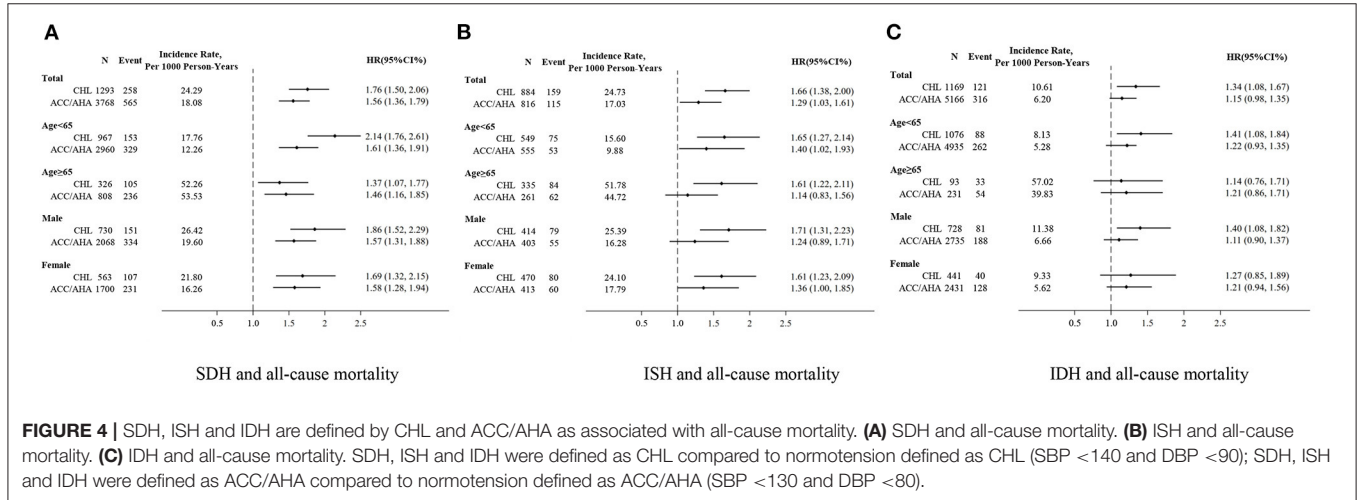 A
N Event Incidence Rate, Per 1000 Person-Years HR(95%CI%)
Total
CHL 1293 258 24.29 1.76 (1.50, 2.06)
ACC/AHA 3768 565 18.08 1.56 (1.36, 1.79)
Age<65
CHL 967 153 17.76 2.14 (1.76, 2.61)
ACC/AHA 2960 329 12.26 1.61 (1.36, 1.91)
Age≥65
CHL 326 105 52.26 1.37 (1.07, 1.77)
ACC/AHA 808 236 53.53 1.46 (1.16, 1.85)
Male
CHL 730 151 26.42 1.86 (1.52, 2.29)
ACC/AHA 2068 334 19.60 1.57 (1.31, 1.88)
Female
CHL 563 107 21.80 1.69 (1.32, 2.15)
ACC/AHA 1700 231 16.26 1.58 (1.28, 1.94)
0.5 1.0 1.5 2 2.5
SDH and all-cause mortality
B
N Event Incidence Rate, Per 1000 Person-Years HR(95%CI%)
Total
CHL 884 159 24.73 1.66 (1.38, 2.00)
ACC/AHA 816 115 17.03 1.29 (1.03, 1.61)
Age<65
CHL 549 75 15.60 1.65 (1.27, 2.14)
ACC/AHA 555 53 9.88 1.40 (1.02, 1.93)
Age≥65
CHL 335 84 51.78 1.61 (1.22, 2.11)
ACC/AHA 261 62 44.72 1.14 (0.83, 1.56)
Male
CHL 414 79 25.39 1.71 (1.31, 2.23)
ACC/AHA 403 55 16.28 1.24 (0.89, 1.71)
Female
CHL 470 80 24.10 1.61 (1.23, 2.09)
ACC/AHA 413 60 17.79 1.36 (1.00, 1.85)
0.5 1.0 1.5 2 2.5
ISH and all-cause mortality
C
N Event Incidence Rate, Per 1000 Person-Years HR(95%CI%)
Total
CHL 1169 121 10.61 1.34 (1.08, 1.67)
ACC/AHA 5166 316 6.20 1.15 (0.98, 1.35)
Age<65
CHL 1076 88 8.13 1.41 (1.08, 1.84)
ACC/AHA 4935 262 5.28 1.22 (0.93, 1.35)
Age≥65
CHL 93 33 57.02 1.14 (0.76, 1.71)
ACC/AHA 231 54 39.83 1.21 (0.86, 1.71)
Male
CHL 728 81 11.38 1.40 (1.08, 1.82)
ACC/AHA 2735 188 6.66 1.11 (0.90, 1.37)
Female
CHL 441 40 9.33 1.27 (0.85, 1.89)
ACC/AHA 2431 128 5.62 1.21 (0.94, 1.56)
0.5 1.0 1.5 2 2.5
IDH and all-cause mortality
FIGURE 4 | SDH, ISH and IDH are defined by CHL and ACC/AHA as associated with all-cause mortality. (A) SDH and all-cause mortality. (B) ISH and all-cause
mortality. (C) IDH and all-cause mortality. SDH, ISH and IDH were defined as CHL compared to normotension defined as CHL (SBP <140 and DBP <90); SDH, ISH
and IDH were defined as ACC/AHA compared to normotension defined as ACC/AHA (SBP <130 and DBP <80).